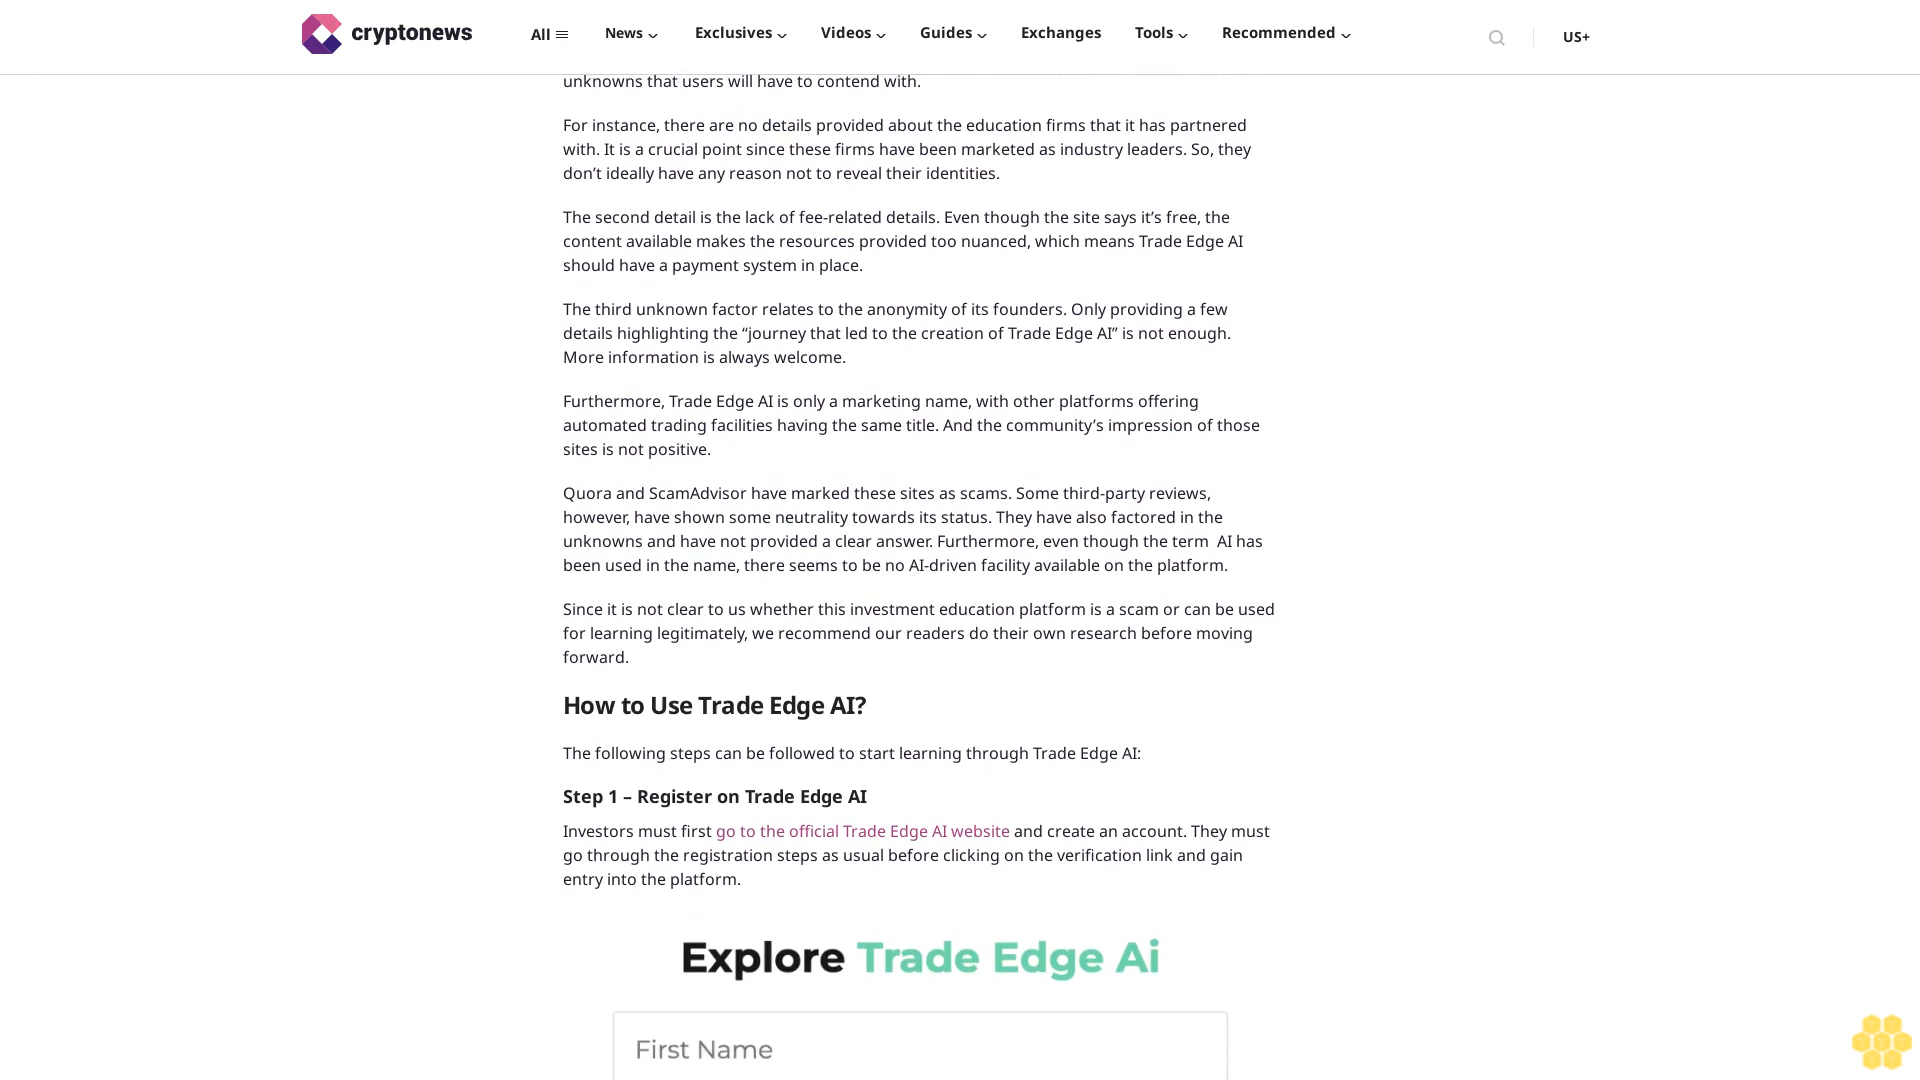 cryptonews
All
News
Exclusives
Videos
Guides
Exchanges
Tools
Recommended
US+
unknowns that users will have to contend with.
For instance, there are no details provided about the education firms that it has partnered
with. It is a crucial point since these firms have been marketed as industry leaders. So, they
don’t ideally have any reason not to reveal their identities.
The second detail is the lack of fee-related details. Even though the site says it’s free, the
content available makes the resources provided too nuanced, which means Trade Edge AI
should have a payment system in place.
The third unknown factor relates to the anonymity of its founders. Only providing a few
details highlighting the “journey that led to the creation of Trade Edge AI” is not enough.
More information is always welcome.
Furthermore, Trade Edge AI is only a marketing name, with other platforms offering
automated trading facilities having the same title. And the community’s impression of those
sites is not positive.
Quora and ScamAdvisor have marked these sites as scams. Some third-party reviews,
however, have shown some neutrality towards its status. They have also factored in the
unknowns and have not provided a clear answer. Furthermore, even though the term  AI has
been used in the name, there seems to be no AI-driven facility available on the platform.
Since it is not clear to us whether this investment education platform is a scam or can be used
for learning legitimately, we recommend our readers do their own research before moving
forward.
How to Use Trade Edge AI?
The following steps can be followed to start learning through Trade Edge AI:
Step 1 – Register on Trade Edge AI
Investors must first go to the official Trade Edge AI website and create an account. They must
go through the registration steps as usual before clicking on the verification link and gain
entry into the platform.
Explore Trade Edge Ai
First Name